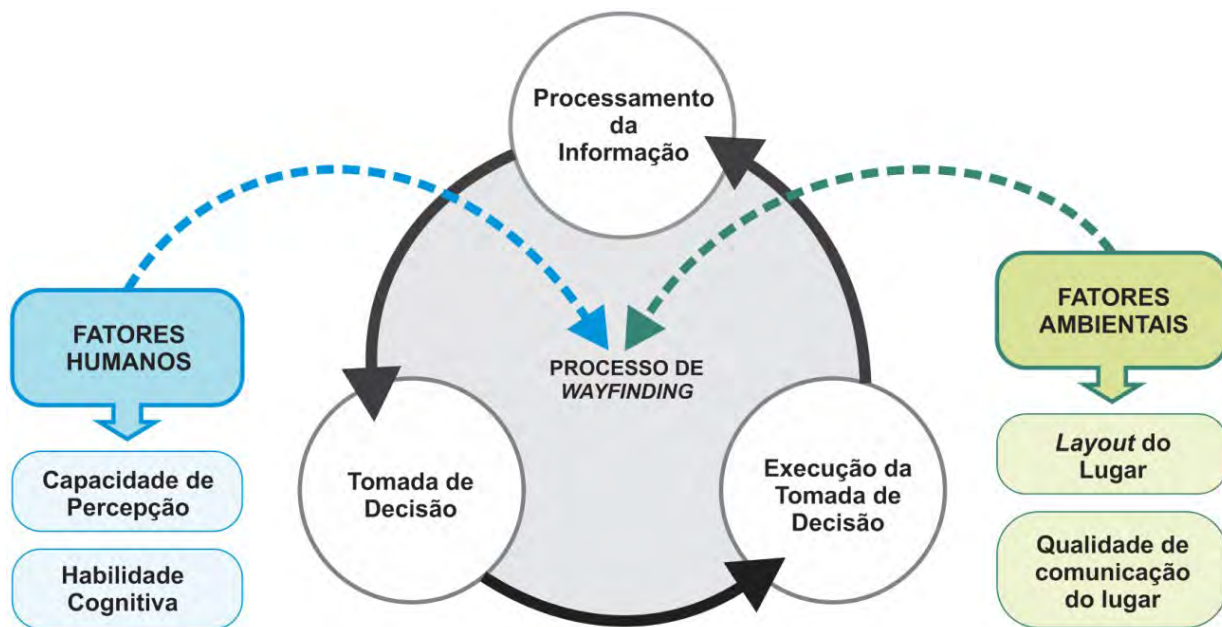 Processamento
da
Informação
FATORES
HUMANOS
Capacidade de
Percepção
Habilidade
Cognitiva
PROCESSO DE
WAYFINDING
Tomada de
Decisão
Execução da
Tomada de
Decisão
FATORES
AMBIENTAIS
Layout do
Lugar
Qualidade de
comunicação
do lugar